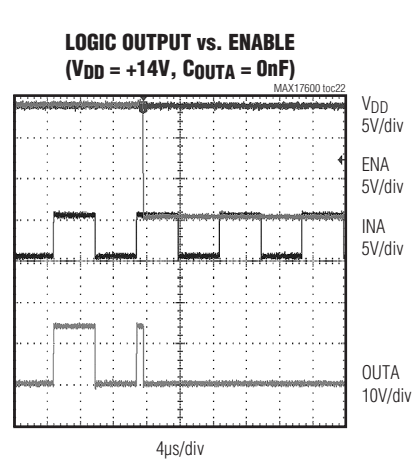 LOGIC OUTPUT vs. ENABLE
(VDD = +14V, COUTA = 0nF)
MAX17600 toc22
VDD
5V/div
ENA
5V/div
INA
5V/div
OUTA
10V/div
4µs/div